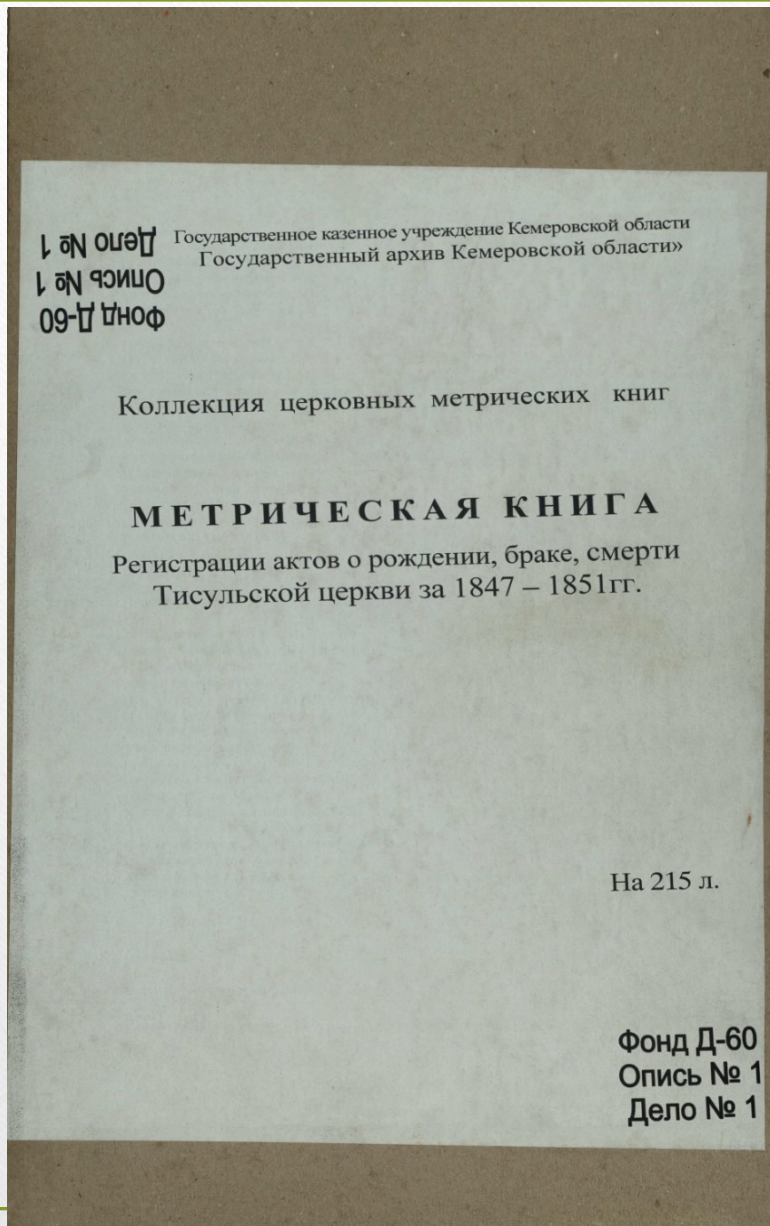 Дело № 1
Опись № 1
Фонд Д-60
Государственное казенное учреждение Кемеровской области
Государственный архив Кемеровской области»
Коллекция церковных метрических книг
МЕТРИЧЕСКАЯ КНИГА
Регистрации актов о рождении, браке, смерти
Тисульской церкви за 1847 – 1851гг.
На 215 л.
Фонд Д-60
Опись № 1
Дело № 1